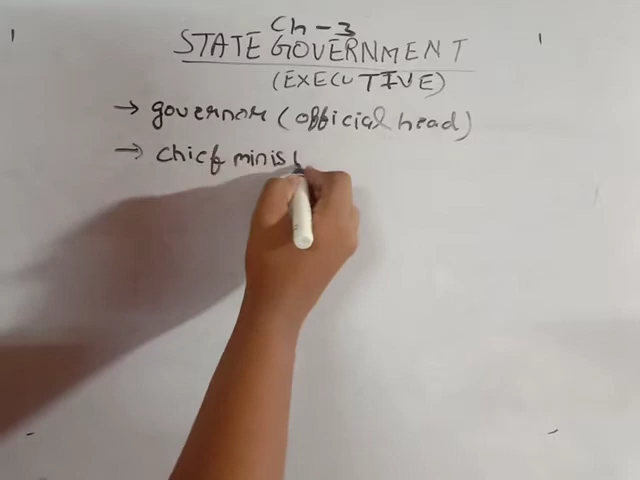 Ch - 3
STATE GOVERNMENT
(EXECUTIVE)
→ governor (official head)
→ chief minis